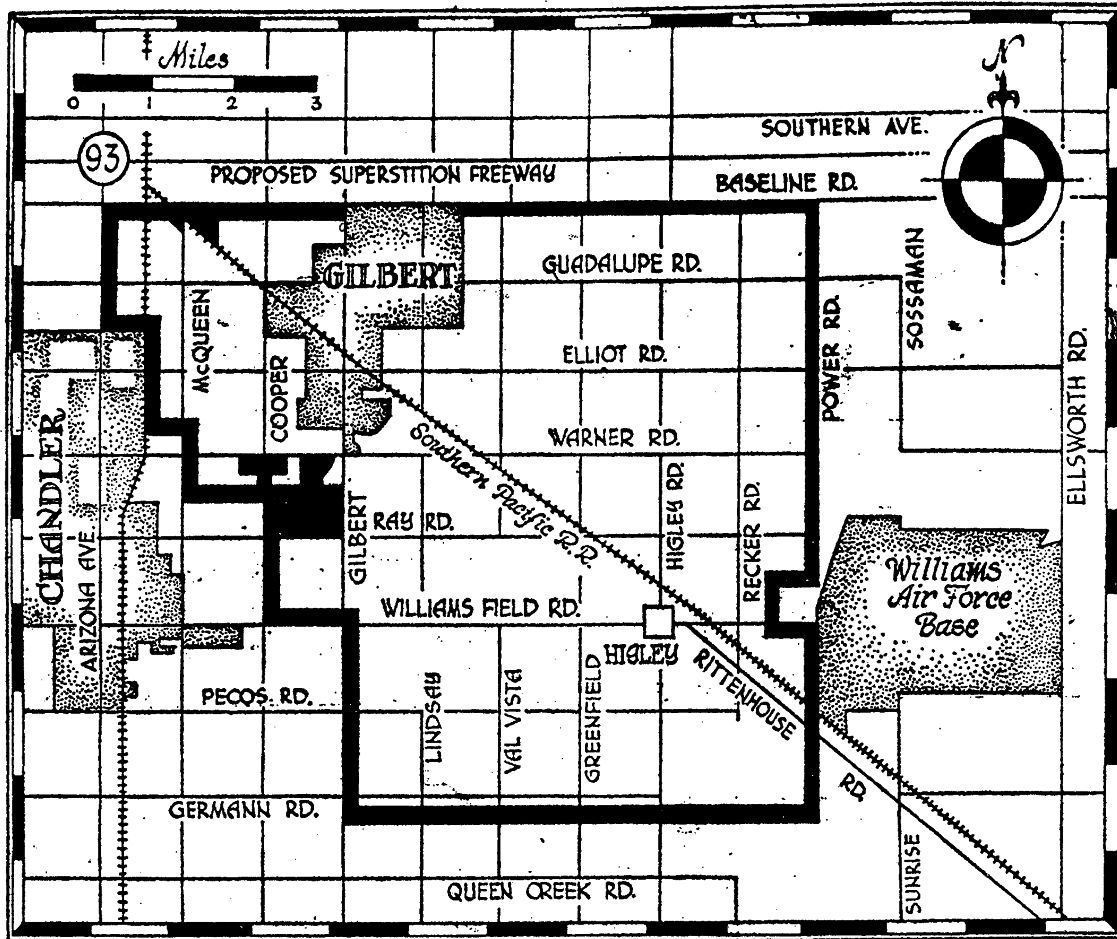 Miles
0 1 2 3
N
SOUTHERN AVE.
93
PROPOSED SUPERSTITION FREEWAY
BASELINE RD.
GILBERT
GUADALUPE RD.
SOSSAMAN
McQUEEN
COOPER
ELLIOT RD.
POWER RD.
ELLSWORTH RD.
CHANDLER
WARNER RD.
Southern Pacific R.R.
HIGLEY RD.
RECKER RD.
GILBERT
RAY RD.
ARIZONA AVE.
Williams
Air Force
Base
WILLIAMS FIELD RD.
HIGLEY
RITTENHOUSE
RD.
PECOS RD.
LINDSAY
VAL VISTA
GREENFIELD
GERMANN RD.
SUNRISE
QUEEN CREEK RD.